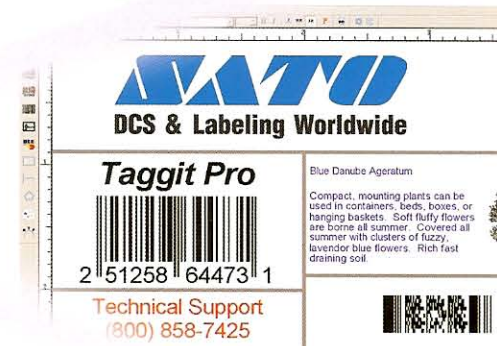 SATO
DCS & Labeling Worldwide
Taggit Pro
2 51258 64473 1
Technical Support
(800) 858-7425
Blue Danube Ageratum
Compact, mounting plants can be
used in containers, beds, boxes, or
hanging baskets. Soft fluffy flowers
are borne all summer. Covered all
summer with clusters of fuzzy,
lavendor blue flowers. Rich fast
draining soil.